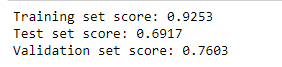 Training set score: 0.9253
Test set score: 0.6917
Validation set score: 0.7603